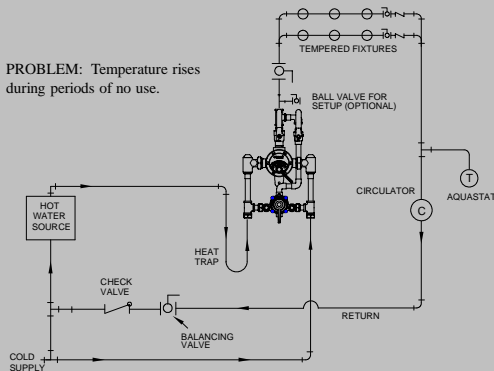 PROBLEM: Temperature rises
during periods of no use.
TEMPERED FIXTURES
BALL VALVE FOR
SETUP (OPTIONAL)
CIRCULATOR
T
AQUASTAT
C
HOT
WATER
SOURCE
HEAT
TRAP
CHECK
VALVE
BALANCING
VALVE
RETURN
COLD
SUPPLY